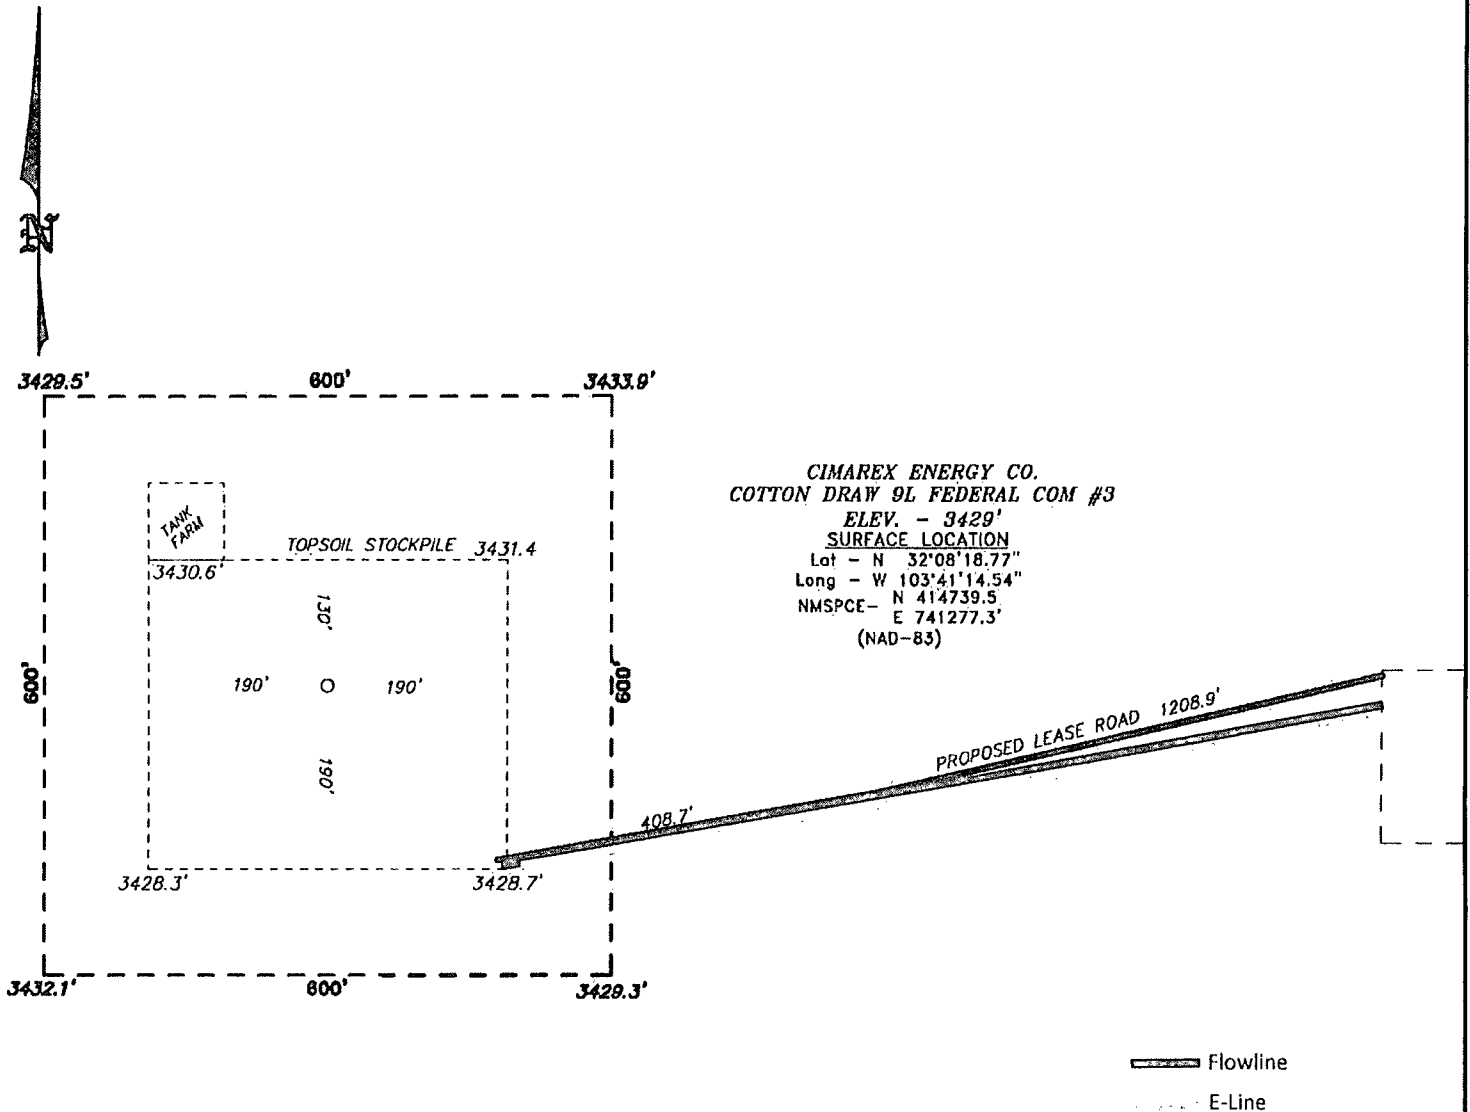 N
3429.5'
600'
3433.9'
TANK
FARM
TOPSOIL STOCKPILE 3431.4
3430.6'
130'
600'
190'
190'
600'
190'
CIMAREX ENERGY CO.
COTTON DRAW 9L FEDERAL COM #3
ELEV. - 3429'
SURFACE LOCATION
Lat - N 32°08'18.77"
Long - W 103°41'14.54"
NMSPCE- N 414739.5
E 741277.3'
(NAD-83)
PROPOSED LEASE ROAD 1208.9'
408.7'
3428.3'
3428.7'
3432.1'
600'
3429.3'
Flowline
E-Line